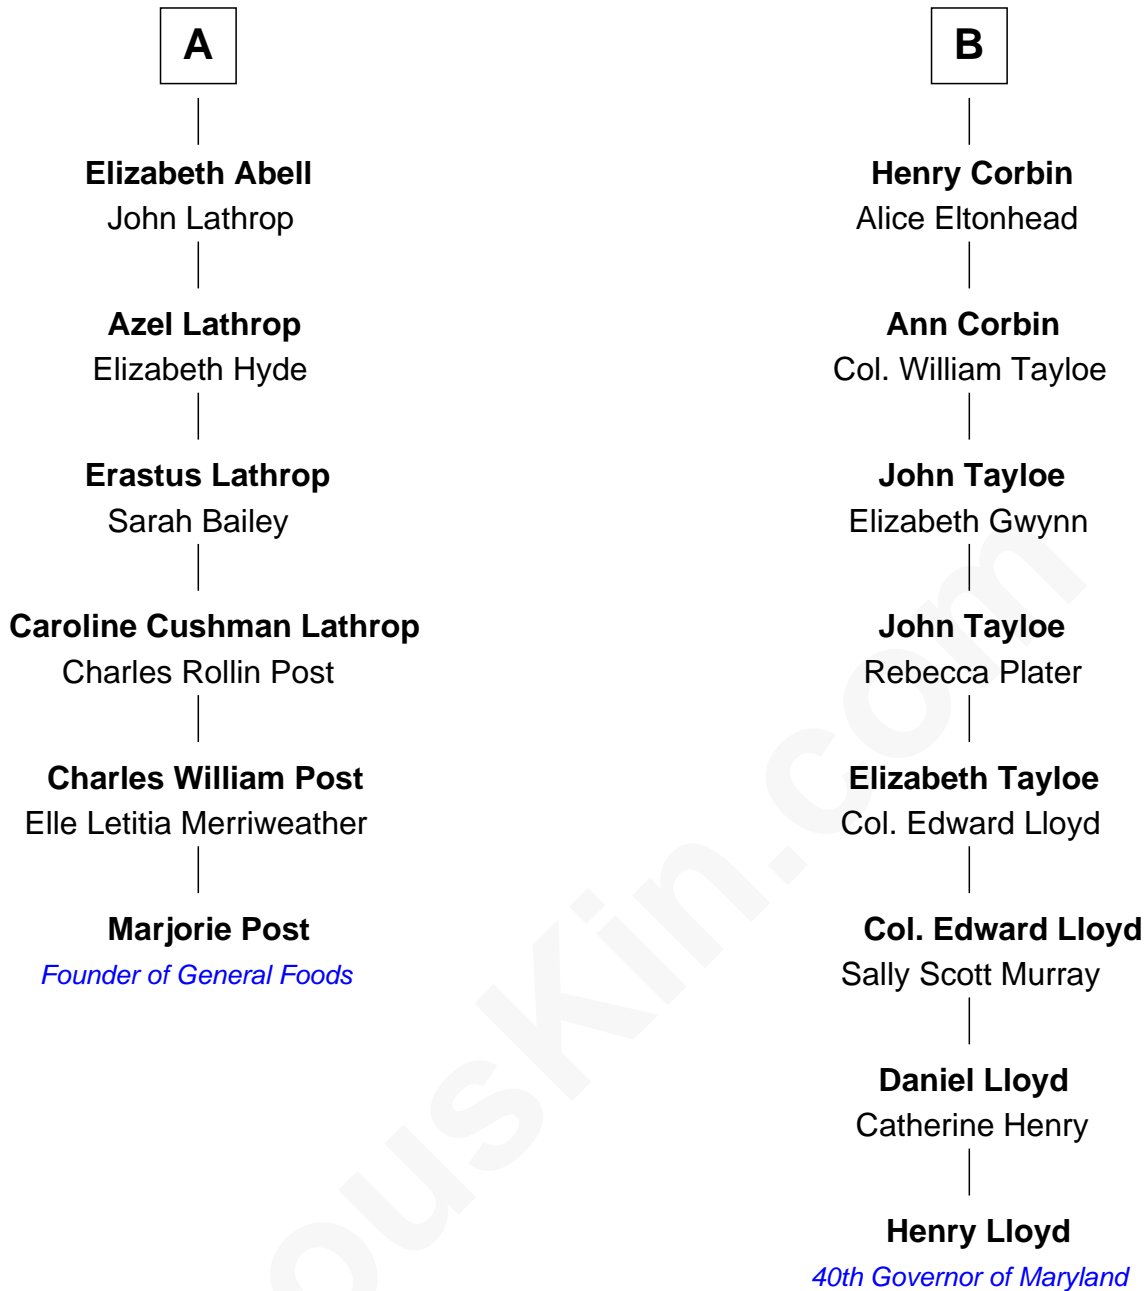 A
Elizabeth Abell
John Lathrop
Azel Lathrop
Elizabeth Hyde
Erastus Lathrop
Sarah Bailey
Caroline Cushman Lathrop
Charles Rollin Post
Charles William Post
Elle Letitia Merriweather
Marjorie Post
Founder of General Foods
B
Henry Corbin
Alice Eltonhead
Ann Corbin
Col. William Tayloe
John Tayloe
Elizabeth Gwynn
John Tayloe
Rebecca Plater
Elizabeth Tayloe
Col. Edward Lloyd
Col. Edward Lloyd
Sally Scott Murray
Daniel Lloyd
Catherine Henry
Henry Lloyd
40th Governor of Maryland
ousKin.com